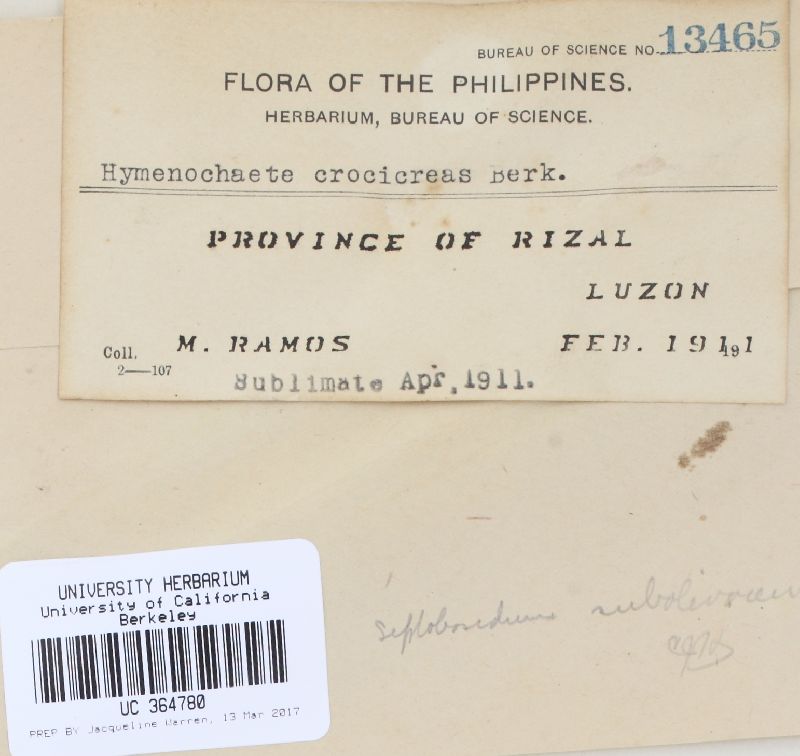 BUREAU OF SCIENCE NO. 13465
FLORA OF THE PHILIPPINES.
HERBARIUM, BUREAU OF SCIENCE.
Hymenochaete crocicreas Berk.
PROVINCE OF RIZAL
LUZON
Coll. M. RAMOS FEB. 1911 191
2—107
Sublimate Apr, 1911.
Septobasidium
UNIVERSITY HERBARIUM
University of California
Berkeley
UC 364780
PREP BY Jacqueline Warren, 13 Mar 2017